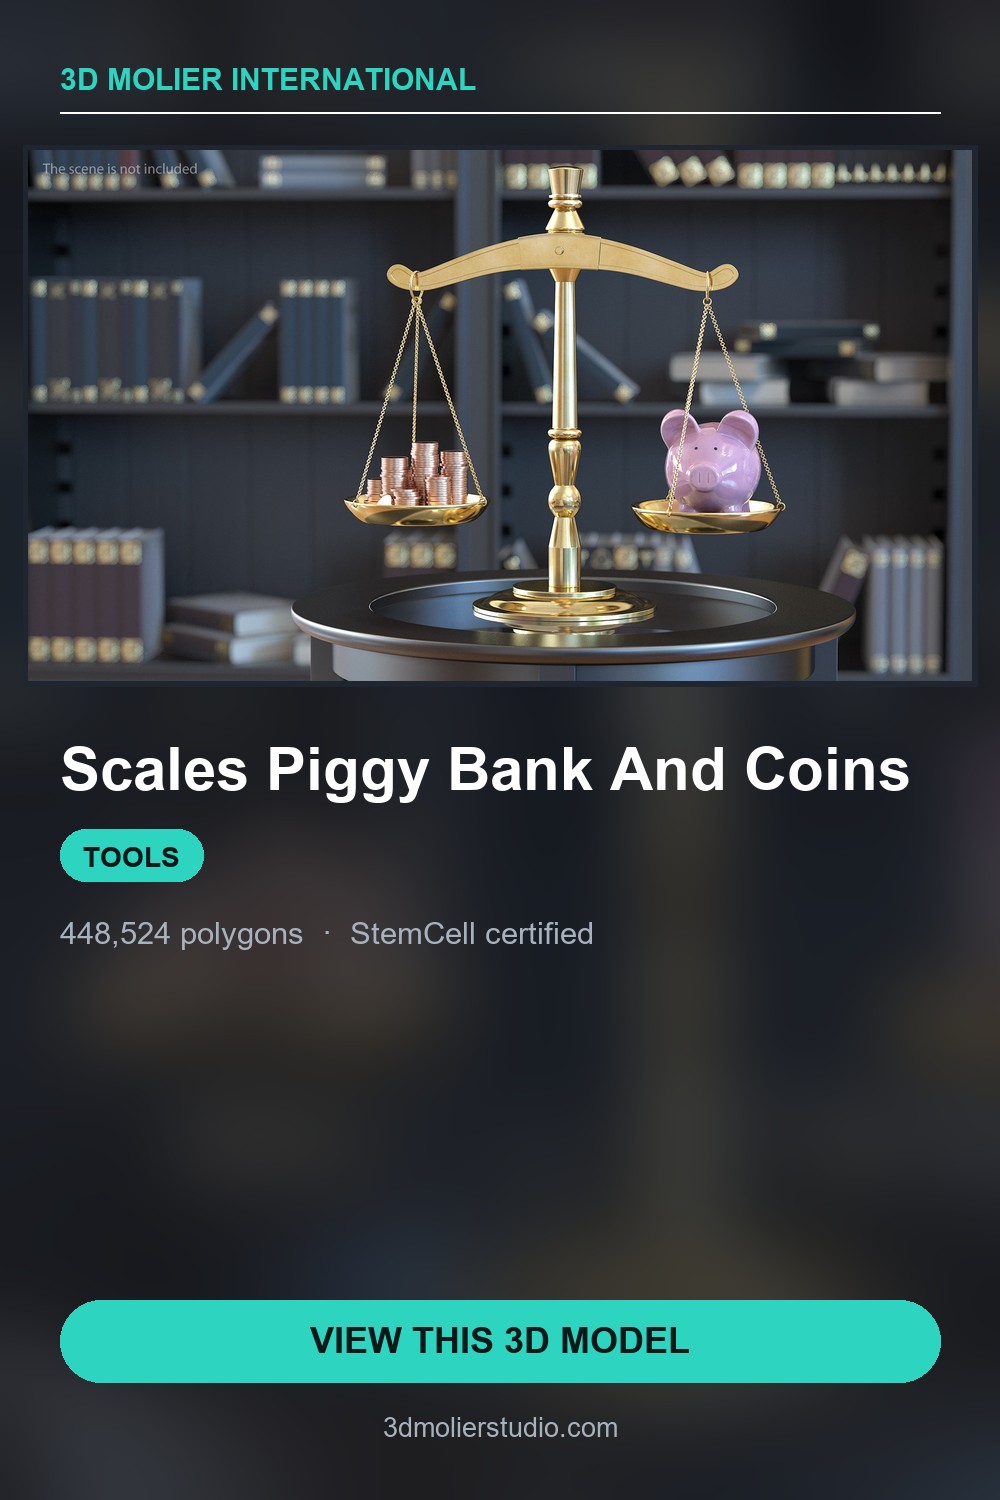 3D MOLIER INTERNATIONAL
The scene is not included
Scales Piggy Bank And Coins
TOOLS
448,524 polygons · StemCell certified
VIEW THIS 3D MODEL
3dmolierstudio.com